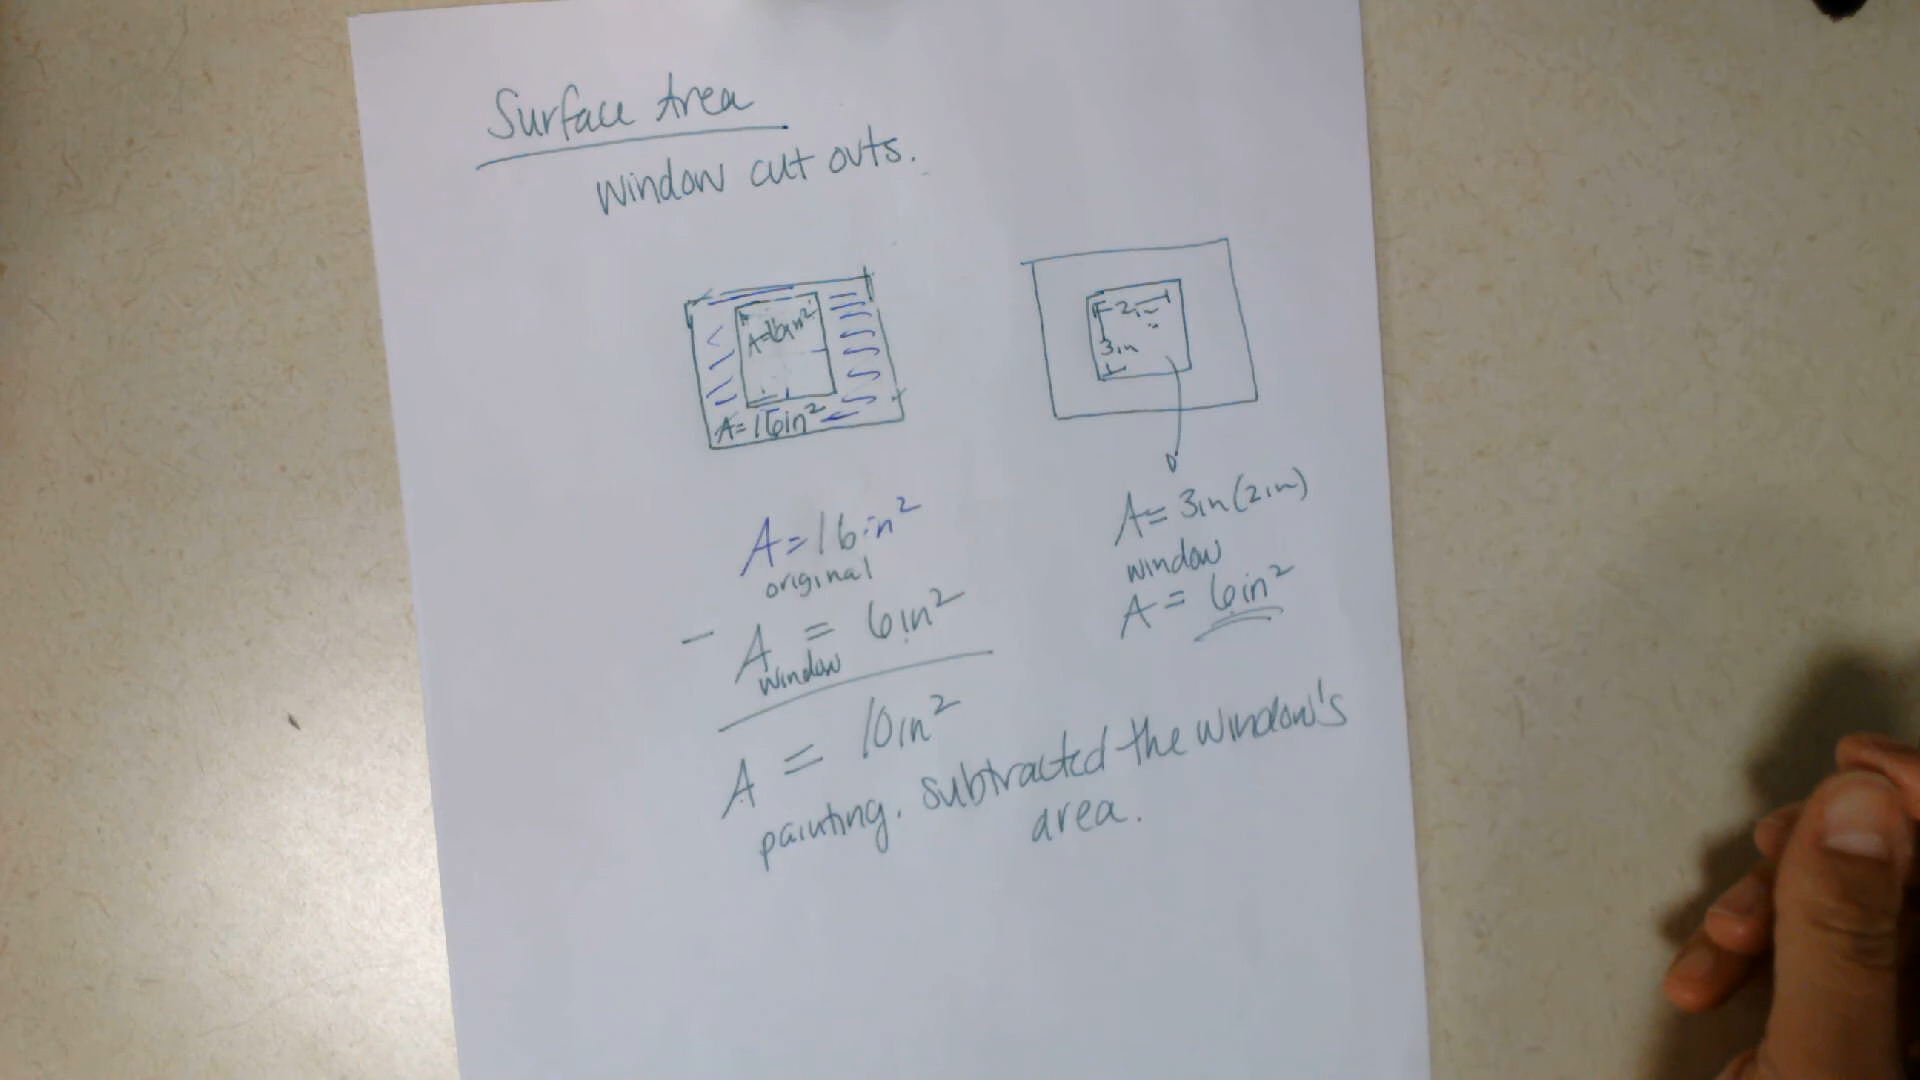 Surface Area
window cut outs.
A=6in²
A=16in²
2in
3in
A=16in²
original
A=3in(2in)
window
A = 6in²
- A = 6in²
window
A = 10in²
painting. subtracted the window's
area.